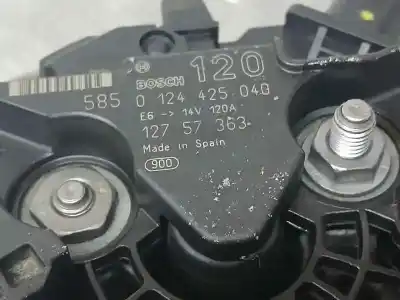 BOSCH 120
585 0 124 425 040
E6 -> 14V 120A
127 57 363
Made in Spain
900